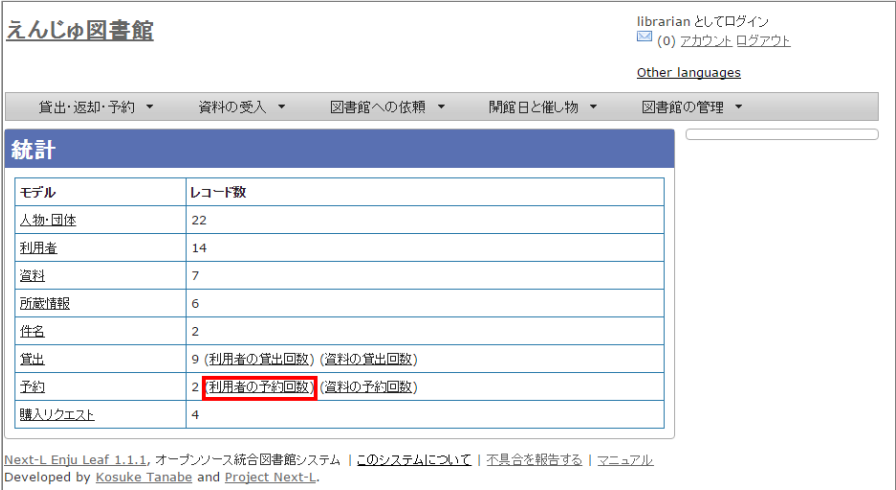 えんじゅ図書館
librarian としてログイン
(0) アカウント ログアウト
Other languages
貸出・返却・予約 ▼ 資料の受入 ▼ 図書館への依頼 ▼ 開館日と催し物 ▼ 図書館の管理 ▼
統計
モデル レコード数
人物・団体 22
利用者 14
資料 7
所蔵情報 6
件名 2
貸出 9 (利用者の貸出回数) (資料の貸出回数)
予約 2 (利用者の予約回数) (資料の予約回数)
購入リクエスト 4
Next-L Enju Leaf 1.1.1, オープンソース統合図書館システム | このシステムについて | 不具合を報告する | マニュアル
Developed by Kosuke Tanabe and Project Next-L.